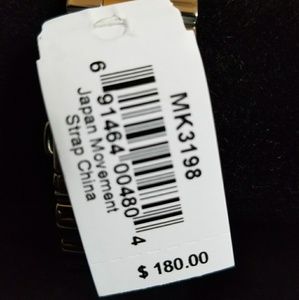 MK3198
6 91464 00480 4
Japan Movement
Strap China
$ 180.00